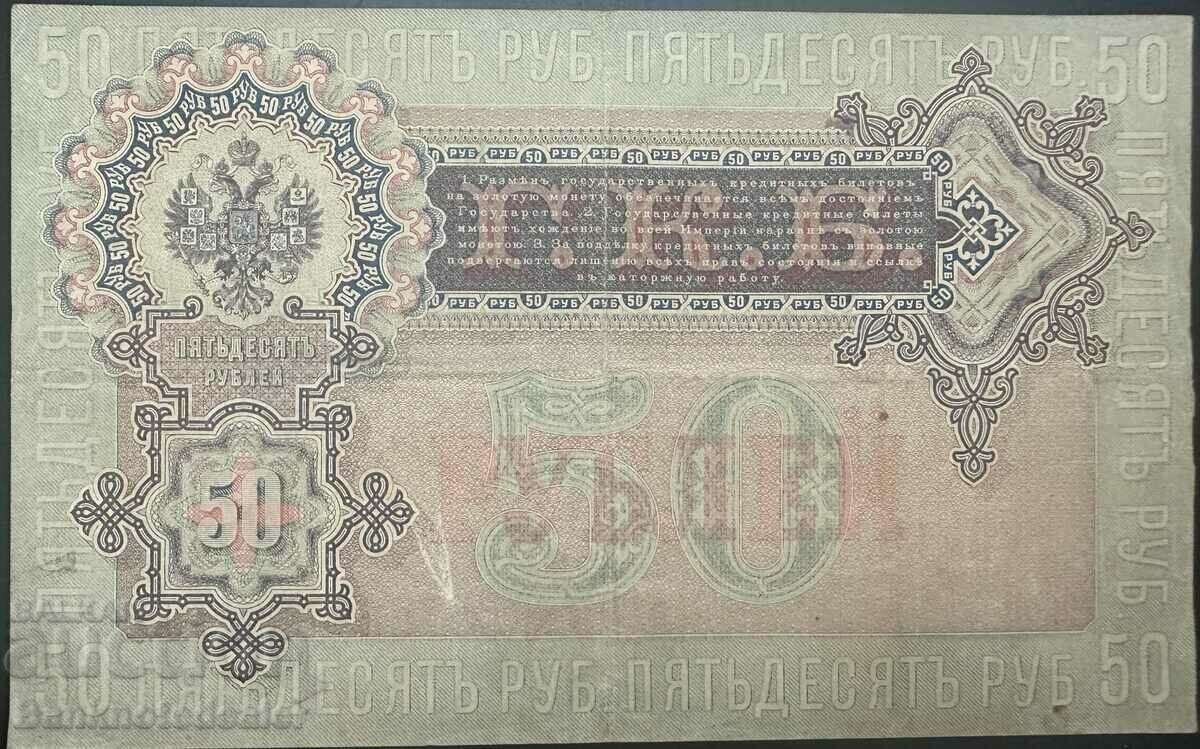 50 ПЯТЬДЕСЯТЪ РУБ ПЯТЬДЕСЯТЪ РУБ. 50
50 РУБ 50 РУБ 50 РУБ 50 РУБ 50 РУБ 50 РУБ 50 РУБ 50
РУБ 50 РУБ 50 РУБ 50 РУБ 50 РУБ 50
1. Размѣнъ государственныхъ кредитныхъ билетовъ
на золотую монету обезпечивается всѣмъ достояніемъ
Государства. 2. Государственные кредитные билеты
имѣютъ хожденіе во всей Имперіи наравнѣ съ золотою
монетою. 3. За поддѣлку кредитныхъ билетовъ виновные
подвергаются лишенію всѣхъ правъ состоянія и ссылкѣ
въ каторжную работу.
Г. К. Б.
РУБ
РУБ
РУБ 50 РУБ 50 РУБ 50 РУБ 50 РУБ 50
ПЯТЬДЕСЯТЪ
РУБЛЕЙ
50
50
ПЯТЬДЕСЯТЪ РУБ
50 ПЯТЬДЕСЯТЪ РУБ ПЯТЬДЕСЯТЪ РУБ 50